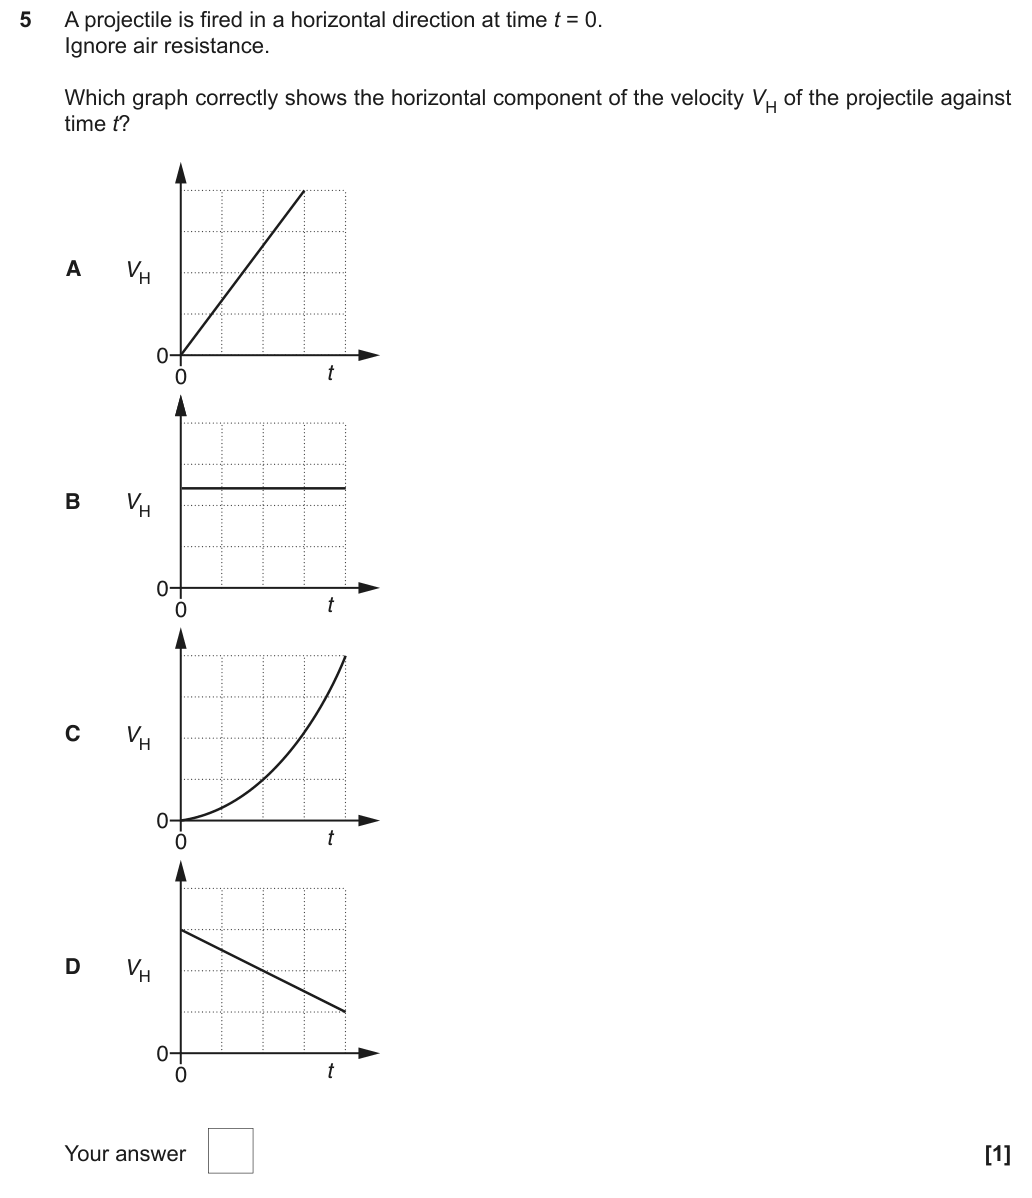 5 A projectile is fired in a horizontal direction at time t = 0.
Ignore air resistance.
Which graph correctly shows the horizontal component of the velocity VH of the projectile against
time t?
A VH
0
0 t
B VH
0
0 t
C VH
0
0 t
D VH
0
0 t
Your answer [1]